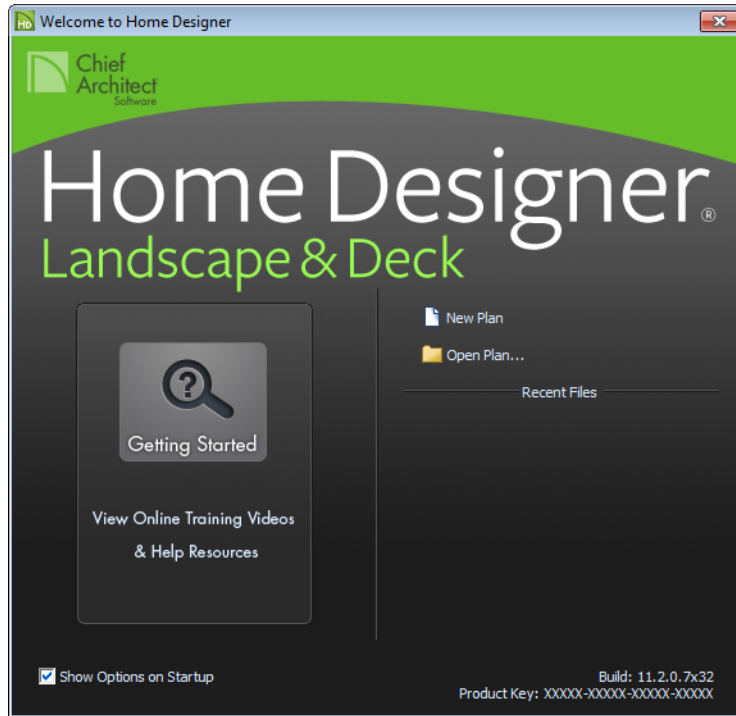 HD Welcome to Home Designer
Chief
Architect
Software
Home Designer®
Landscape & Deck
Getting Started
View Online Training Videos
& Help Resources
New Plan
Open Plan...
Recent Files
Show Options on Startup
Build: 11.2.0.7x32
Product Key: XXXXX-XXXXX-XXXXX-XXXXX